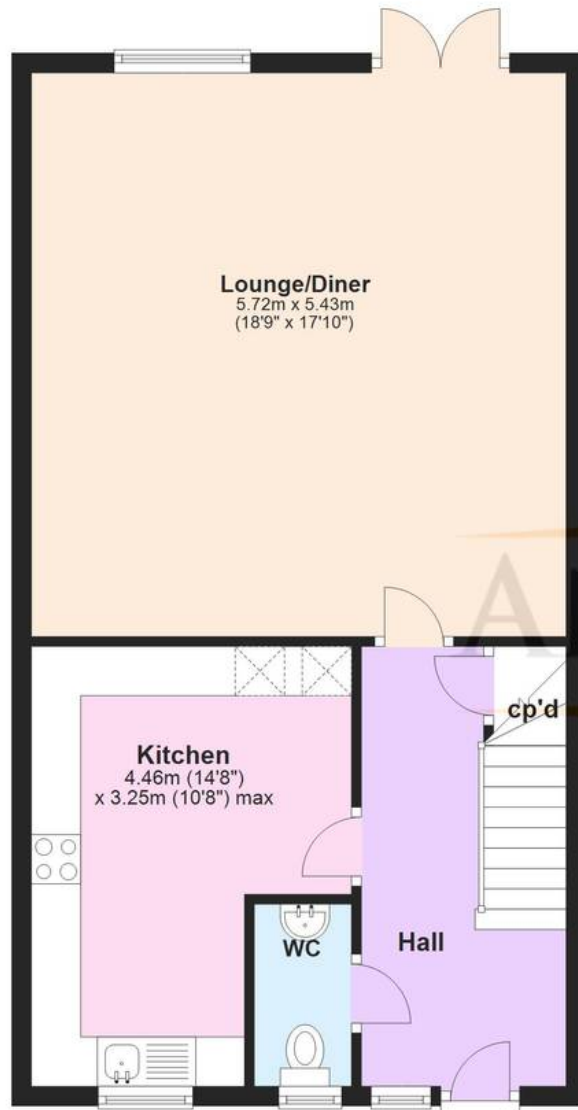 Lounge/Diner
5.72m x 5.43m
(18'9" x 17'10")
cp'd
Kitchen
4.46m (14'8")
x 3.25m (10'8") max
WC
Hall